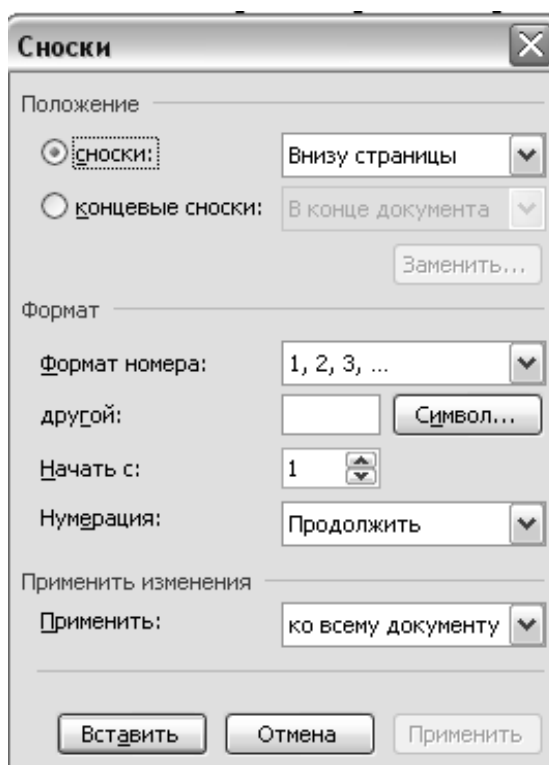 Сноски
Положение
сноски: Внизу страницы
концевые сноски: В конце документа
Заменить...
Формат
Формат номера: 1, 2, 3, ...
другой: Символ...
Начать с: 1
Нумерация: Продолжить
Применить изменения
Применить: ко всему документу
Вставить Отмена Применить